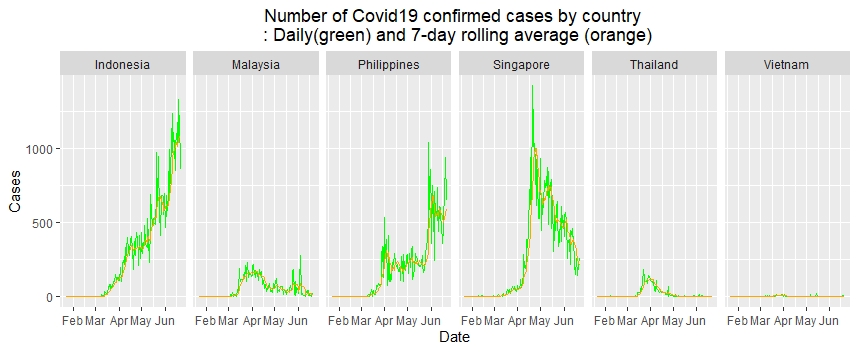 Number of Covid19 confirmed cases by country
: Daily(green) and 7-day rolling average (orange)
Indonesia Malaysia Philippines Singapore Thailand Vietnam
Cases
1000
500
0
Feb Mar Apr May Jun Feb Mar Apr May Jun Feb Mar Apr May Jun Feb Mar Apr May Jun Feb Mar Apr May Jun Feb Mar Apr May Jun
Date